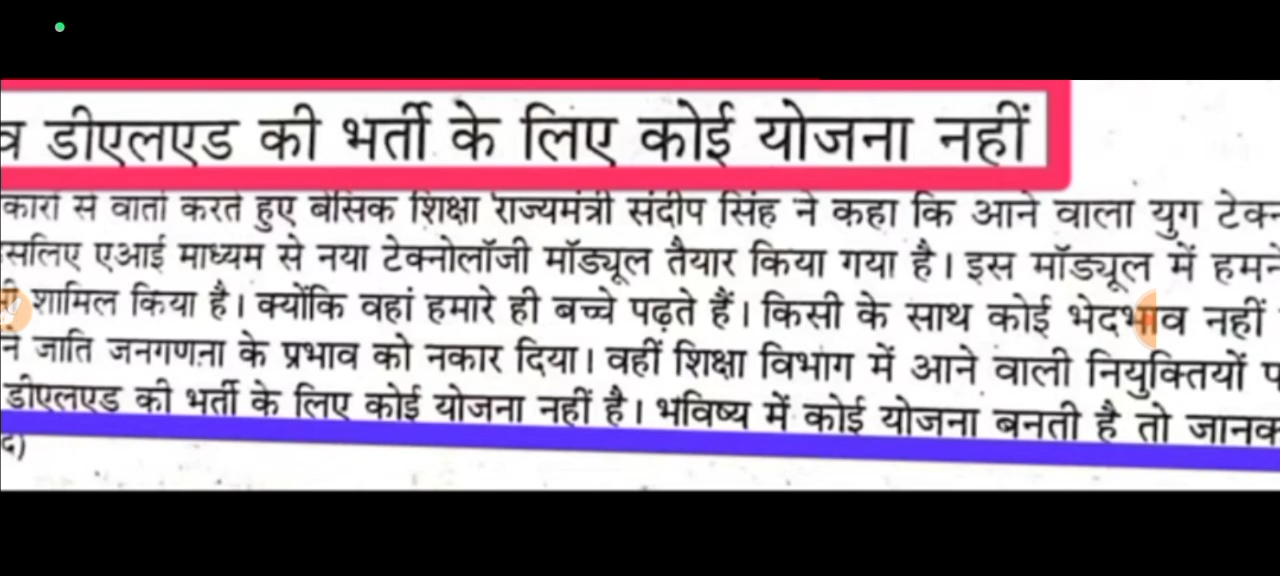 व डीएलएड की भर्ती के लिए कोई योजना नहीं
कारों से वार्ता करते हुए बेसिक शिक्षा राज्यमंत्री संदीप सिंह ने कहा कि आने वाला युग
एआई माध्यम से नया टेक्नोलॉजी मॉड्यूल तैयार किया गया है। इस मॉड्यूल में हमने
शामिल किया है। क्योंकि वहां हमारे ही बच्चे पढ़ते हैं। किसी के साथ कोई भेदभाव नहीं
ने जाति जनगणना के प्रभाव को नकार दिया। वहीं शिक्षा विभाग में आने वाली नियुक्तियों
डीएलएड की भर्ती के लिए कोई योजना नहीं है। भविष्य में कोई योजना बनती है तो